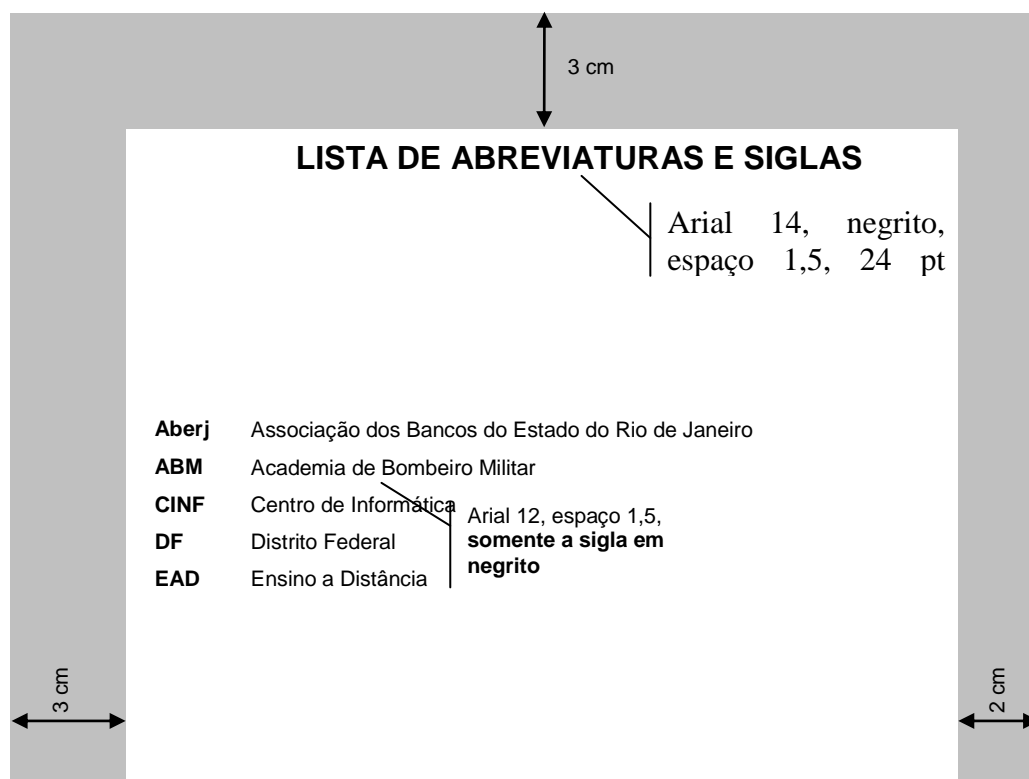 3 cm
LISTA DE ABREVIATURAS E SIGLAS
Arial 14, negrito,
espaço 1,5, 24 pt
Aberj Associação dos Bancos do Estado do Rio de Janeiro
ABM Academia de Bombeiro Militar
CINF Centro de Informática
DF Distrito Federal
EAD Ensino a Distância
Arial 12, espaço 1,5,
somente a sigla em
negrito
3 cm
2 cm